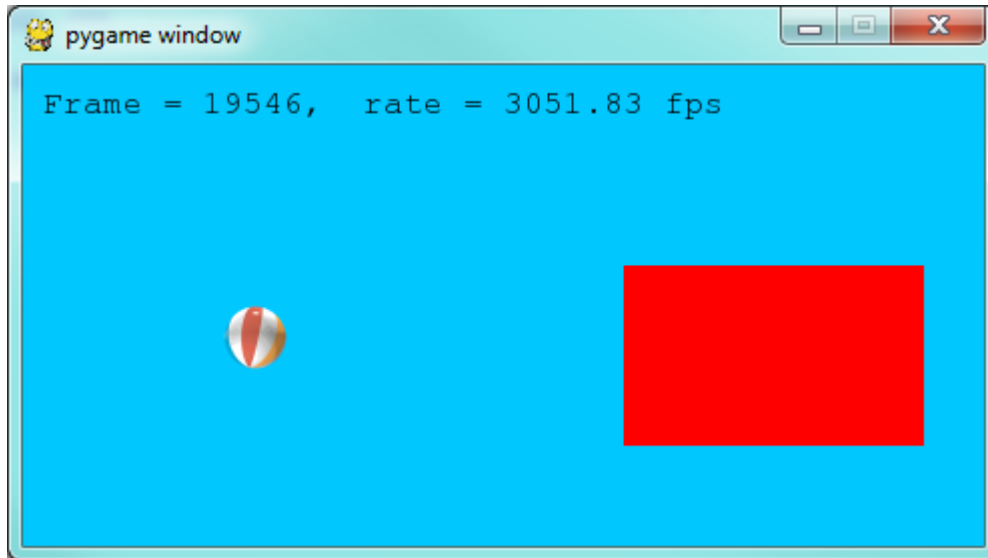 pygame window
Frame = 19546,  rate = 3051.83 fps